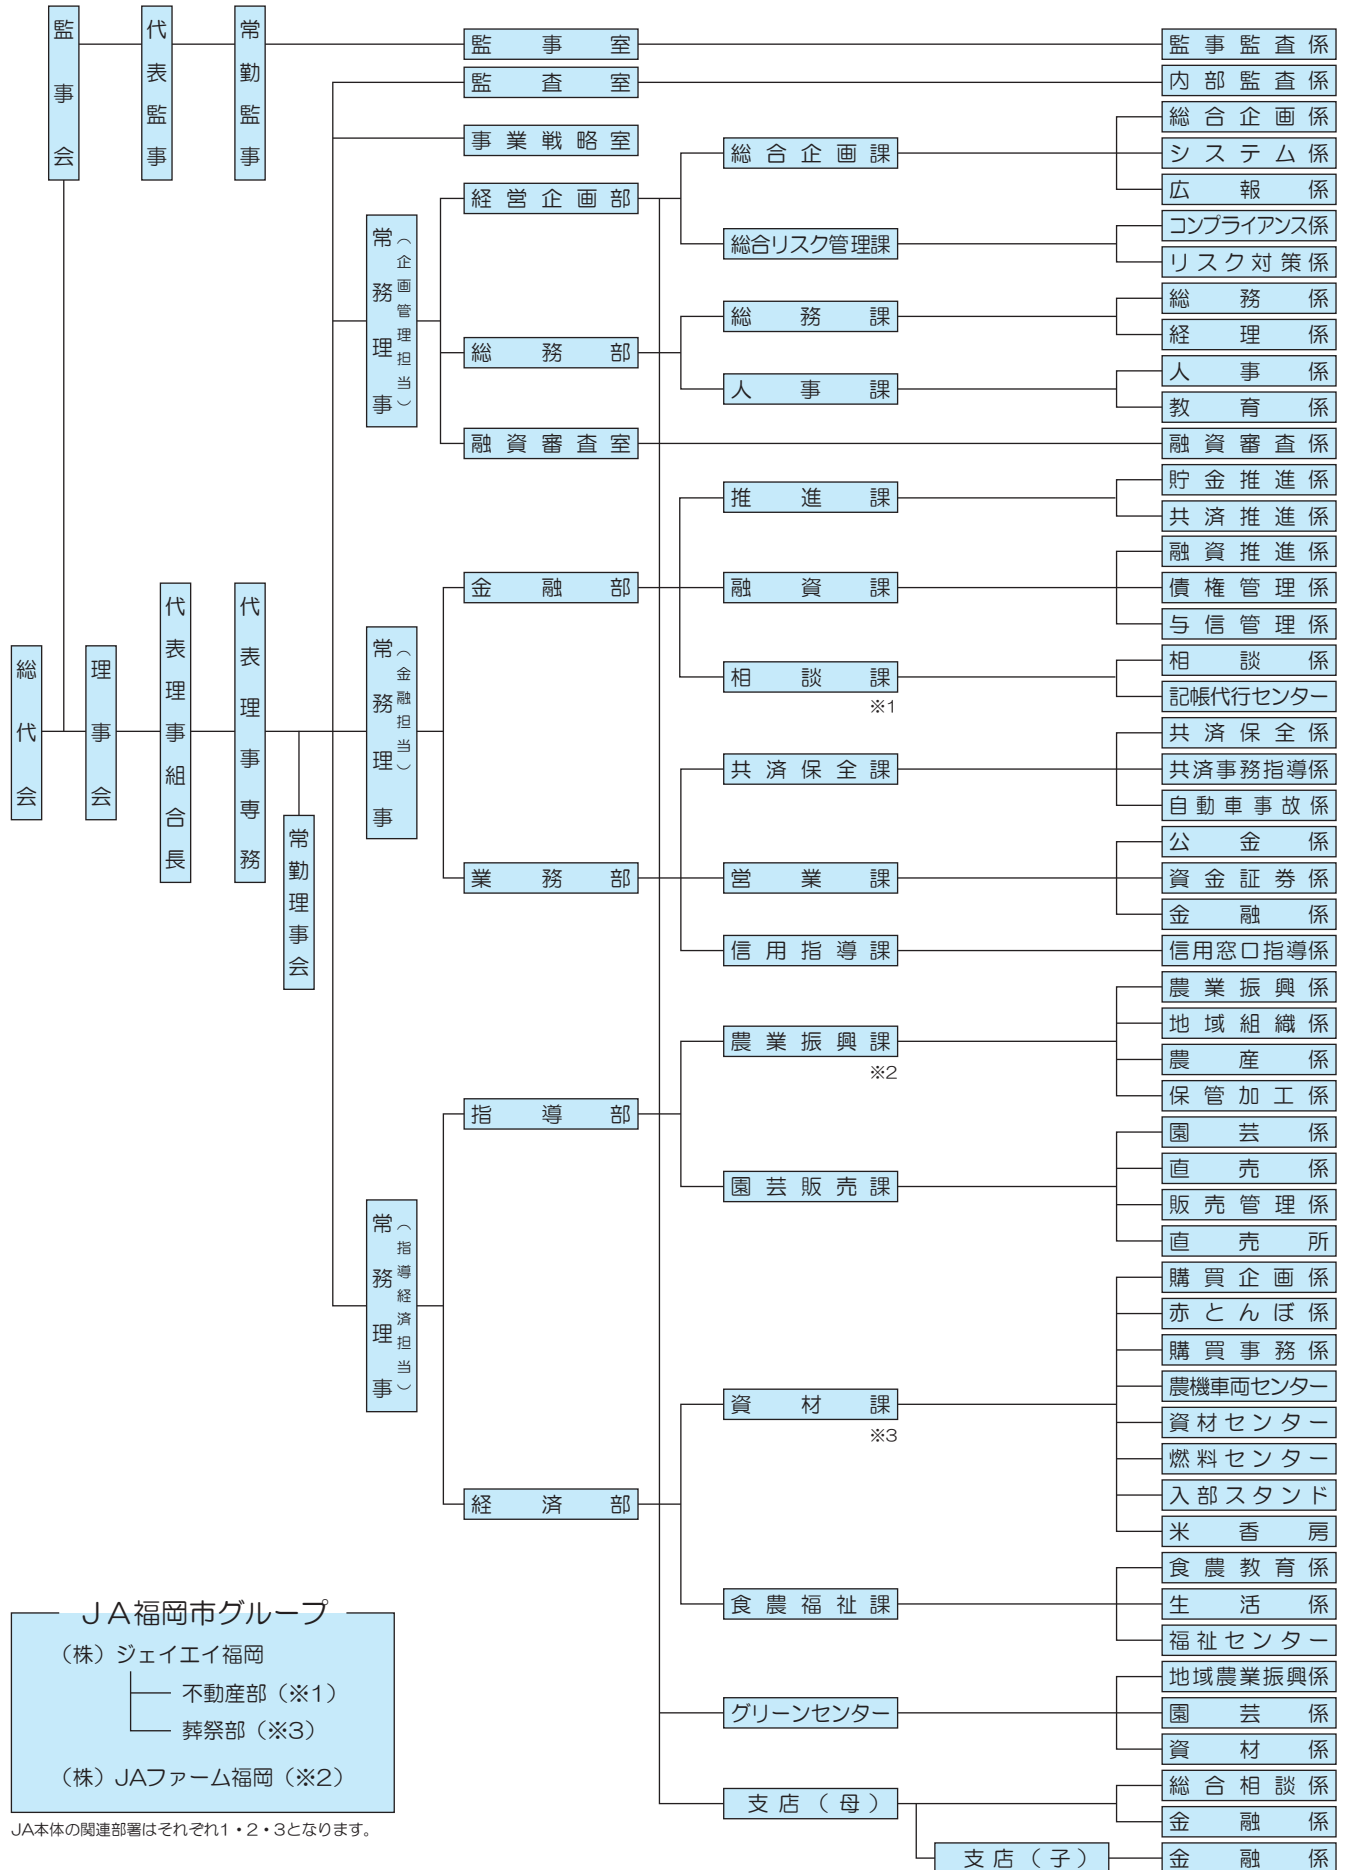 監事会
代表監事
常勤監事
監事室
監事監査係
監査室
内部監査係
事業戦略室
総合企画課
総合企画係
システム係
広報係
経営企画部
総合リスク管理課
コンプライアンス係
リスク対策係
常務理事
（企画管理担当）
総務部
総務課
総務係
経理係
人事課
人事係
教育係
融資審査室
融資審査係
総代会
理事会
代表理事組合長
代表理事専務
常勤理事会
常務理事
（金融担当）
金融部
推進課
貯金推進係
共済推進係
融資課
融資推進係
債権管理係
与信管理係
相談課
※1
相談係
記帳代行センター
業務部
共済保全課
共済保全係
共済事務指導係
自動車事故係
営業課
公金係
資金証券係
金融係
信用指導課
信用窓口指導係
常務理事
（指導経済担当）
指導部
農業振興課
※2
農業振興係
地域組織係
農産係
保管加工係
園芸販売課
園芸係
直売係
販売管理係
直売所
経済部
資材課
※3
購買企画係
赤とんぼ係
購買事務係
農機車両センター
資材センター
燃料センター
入部スタンド
米香房
食農福祉課
食農教育係
生活係
福祉センター
グリーンセンター
地域農業振興係
園芸係
資材係
支店（母）
総合相談係
金融係
支店（子）
金融係
ＪＡ福岡市グループ
（株）ジェイエイ福岡
不動産部（※1）
葬祭部（※3）
（株）JAファーム福岡（※2）
JA本体の関連部署はそれぞれ1・2・3となります。